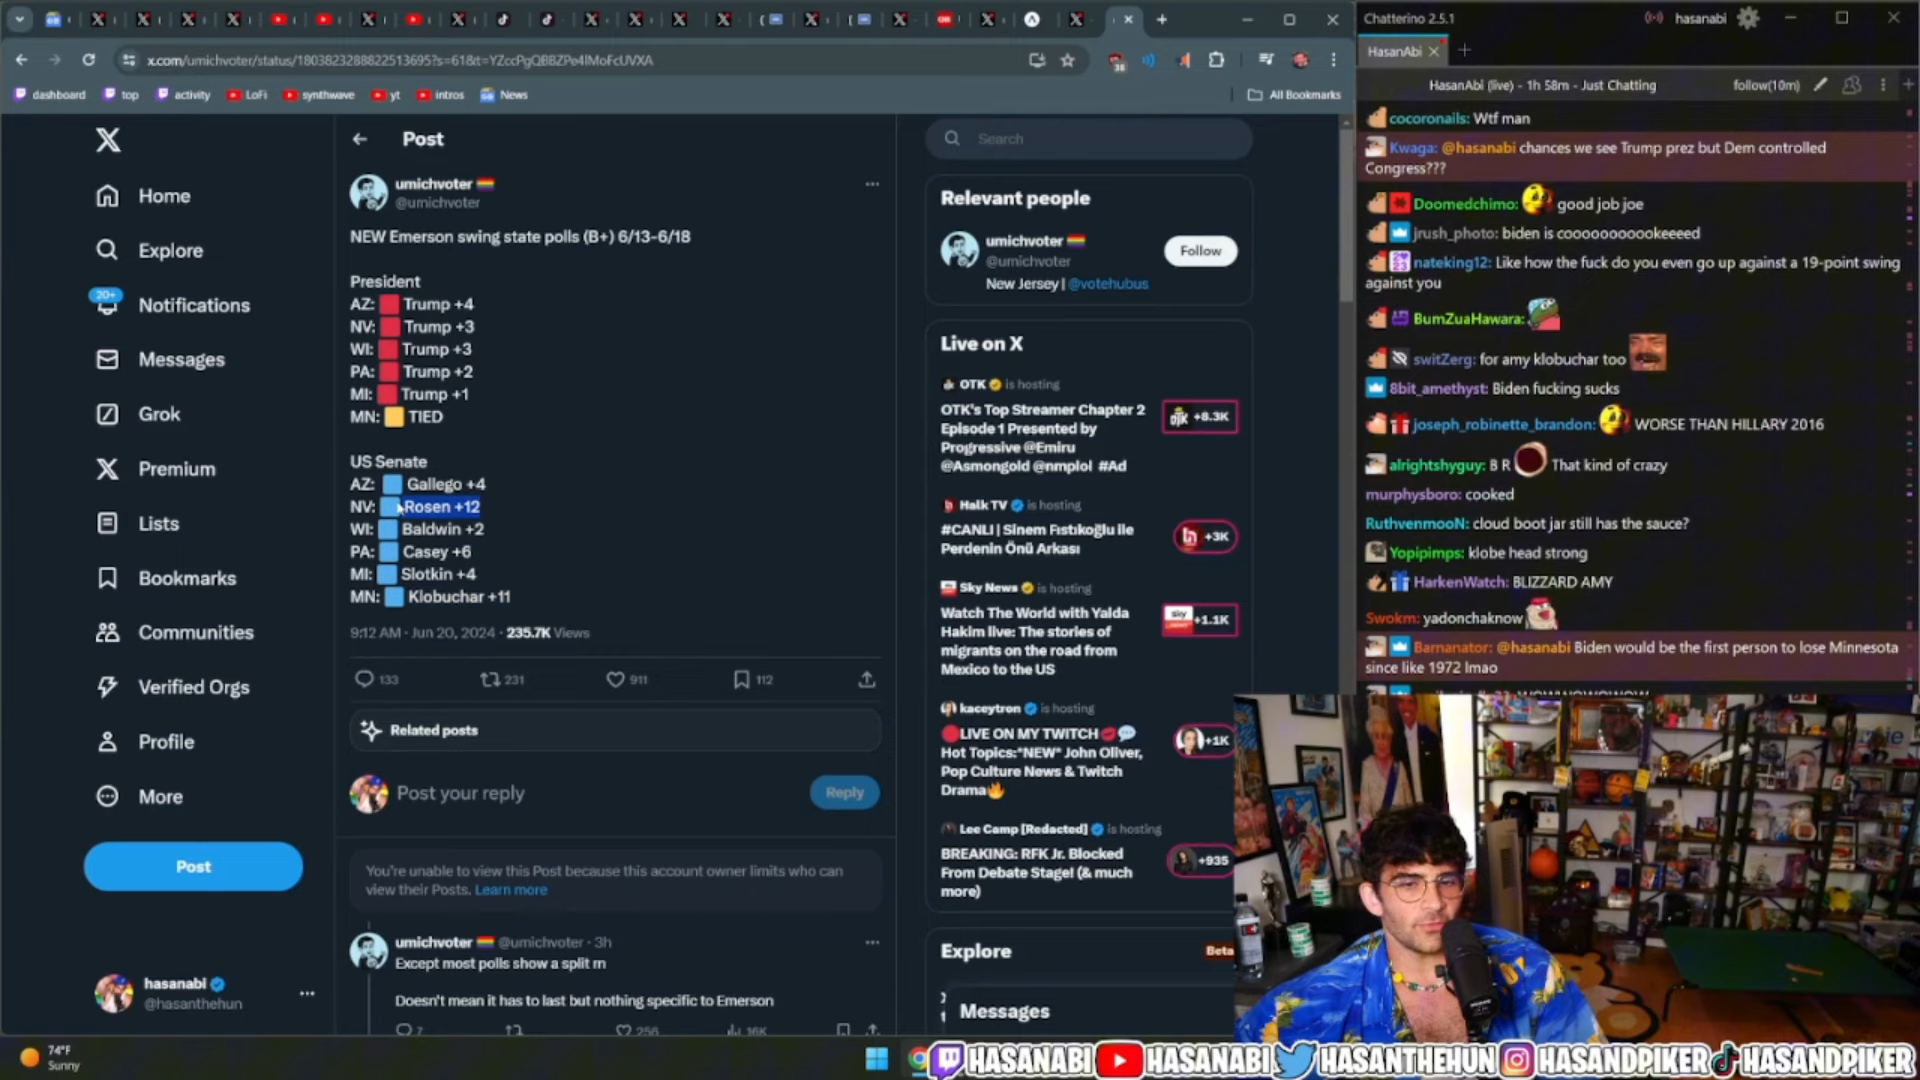 x.com/umichvoter/status/1803823288822513695?s=61&t=YZccPgQBBZPe4lMoFcUVXA
dashboard
top
activity
LoFi
synthwave
yt
intros
News
All Bookmarks
Home
Explore
20+
Notifications
Messages
Grok
Premium
Lists
Bookmarks
Communities
Verified Orgs
Profile
More
Post
hasanabi
@hasanthehun
Post
umichvoter
@umichvoter
NEW Emerson swing state polls (B+) 6/13-6/18
President
AZ: Trump +4
NV: Trump +3
WI: Trump +3
PA: Trump +2
MI: Trump +1
MN: TIED
US Senate
AZ: Gallego +4
NV: Rosen +12
WI: Baldwin +2
PA: Casey +6
MI: Slotkin +4
MN: Klobuchar +11
9:12 AM · Jun 20, 2024 · 235.7K Views
133 231 911 112
Related posts
Post your reply
Reply
You're unable to view this Post because this account owner limits who can
view their Posts. Learn more
umichvoter @umichvoter · 3h
Except most polls show a split rn
Doesn't mean it has to last but nothing specific to Emerson
7 256 16K
Search
Relevant people
umichvoter
@umichvoter
Follow
New Jersey | @votehubus
Live on X
OTK is hosting
OTK's Top Streamer Chapter 2
Episode 1 Presented by
Progressive @Emiru
@Asmongold @nmplol #Ad
+8.3K
Halk TV is hosting
#CANLI | Sinem Fıstıkoğlu ile
Perdenin Önü Arkası
+3K
Sky News is hosting
Watch The World with Yalda
Hakim live: The stories of
migrants on the road from
Mexico to the US
sky
+1.1K
kaceytron is hosting
LIVE ON MY TWITCH
Hot Topics:*NEW* John Oliver,
Pop Culture News & Twitch
Drama
+1K
Lee Camp [Redacted] is hosting
BREAKING: RFK Jr. Blocked
From Debate Stage! (& much
more)
+935
Explore
Beta
Messages
Chatterino 2.5.1
hasanabi
HasanAbi
HasanAbi (live) - 1h 58m - Just Chatting
follow(10m)
cocoronails: Wtf man
Kwaga: @hasanabi chances we see Trump prez but Dem controlled
Congress???
Doomedchimo: good job joe
jrush_photo: biden is cooooooooookeeeed
nateking12: Like how the fuck do you even go up against a 19-point swing
against you
BumZuaHawara:
switZerg: for amy klobuchar too
8bit_amethyst: Biden fucking sucks
joseph_robinette_brandon: WORSE THAN HILLARY 2016
alrightshyguy: B R That kind of crazy
murphysboro: cooked
RuthvenmooN: cloud boot jar still has the sauce?
Yopipimps: klobe head strong
HarkenWatch: BLIZZARD AMY
Swokm: yadonchaknow
Barnanator: @hasanabi Biden would be the first person to lose Minnesota
since like 1972 lmao
74°F
Sunny
HASANABI HASANABI HASANTHEHUN HASANDPIKER HASANDPIKER